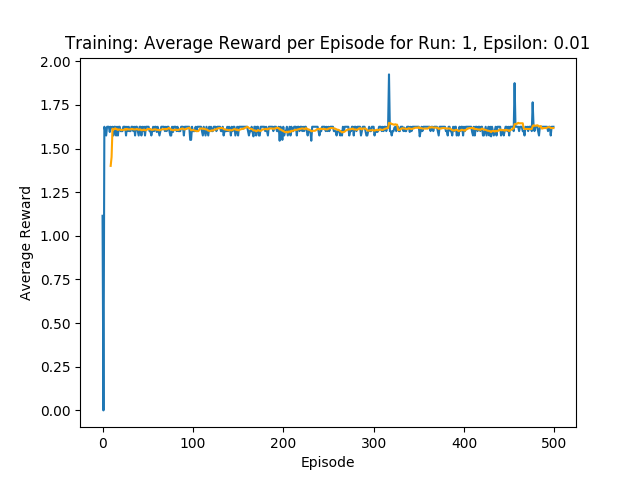 Training: Average Reward per Episode for Run: 1, Epsilon: 0.01
2.00
1.75
1.50
1.25
1.00
0.75
0.50
0.25
0.00
Average Reward
0 100 200 300 400 500
Episode